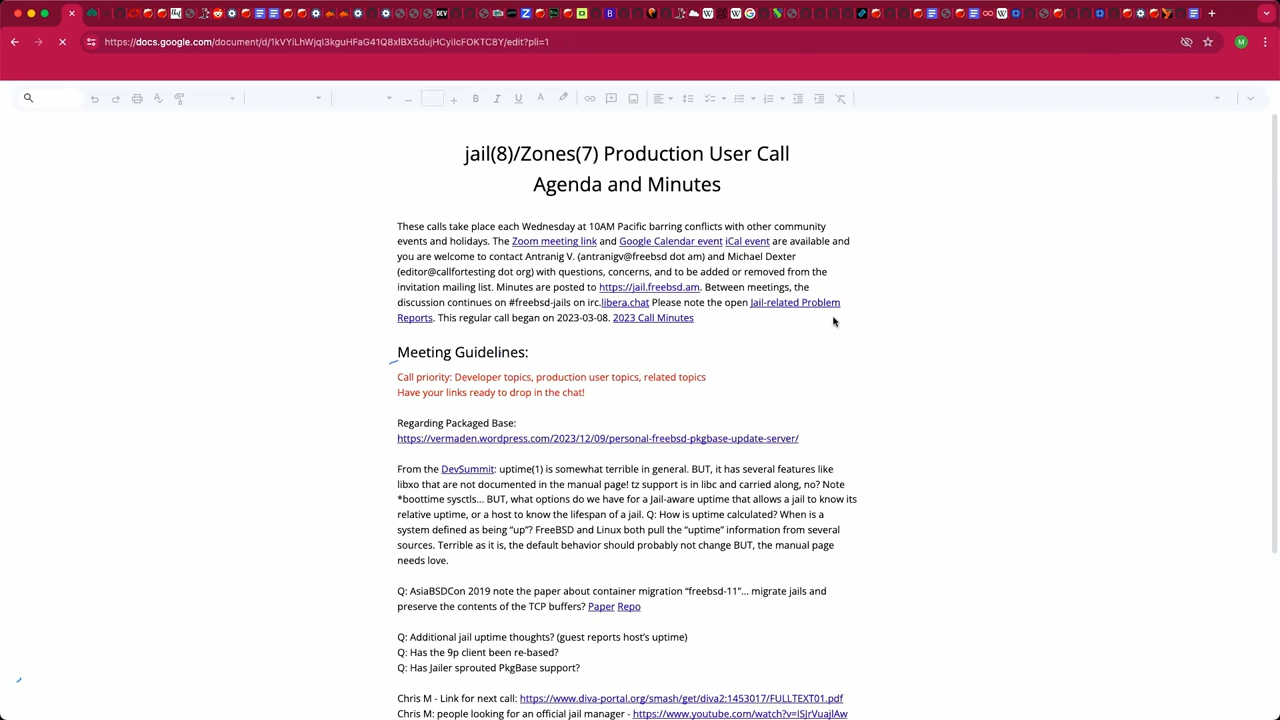 https://docs.google.com/document/d/1kVYiLhWjqI3kguHFaG41Q8xlBX5dujHCyiIcFOKTC8Y/edit?pli=1
jail(8)/Zones(7) Production User Call
Agenda and Minutes
These calls take place each Wednesday at 10AM Pacific barring conflicts with other community
events and holidays. The Zoom meeting link and Google Calendar event iCal event are available and
you are welcome to contact Antranig V. (antranigv@freebsd dot am) and Michael Dexter
(editor@callfortesting dot org) with questions, concerns, and to be added or removed from the
invitation mailing list. Minutes are posted to https://jail.freebsd.am. Between meetings, the
discussion continues on #freebsd-jails on irc.libera.chat Please note the open Jail-related Problem
Reports. This regular call began on 2023-03-08. 2023 Call Minutes
Meeting Guidelines:
Call priority: Developer topics, production user topics, related topics
Have your links ready to drop in the chat!
Regarding Packaged Base:
https://vermaden.wordpress.com/2023/12/09/personal-freebsd-pkgbase-update-server/
From the DevSummit: uptime(1) is somewhat terrible in general. BUT, it has several features like
libxo that are not documented in the manual page! tz support is in libc and carried along, no? Note
*boottime sysctls... BUT, what options do we have for a Jail-aware uptime that allows a jail to know its
relative uptime, or a host to know the lifespan of a jail. Q: How is uptime calculated? When is a
system defined as being “up”? FreeBSD and Linux both pull the “uptime” information from several
sources. Terrible as it is, the default behavior should probably not change BUT, the manual page
needs love.
Q: AsiaBSDCon 2019 note the paper about container migration “freebsd-11”... migrate jails and
preserve the contents of the TCP buffers? Paper Repo
Q: Additional jail uptime thoughts? (guest reports host’s uptime)
Q: Has the 9p client been re-based?
Q: Has Jailer sprouted PkgBase support?
Chris M - Link for next call: https://www.diva-portal.org/smash/get/diva2:1453017/FULLTEXT01.pdf
Chris M: people looking for an official jail manager - https://www.youtube.com/watch?v=lSJrVuajlAw